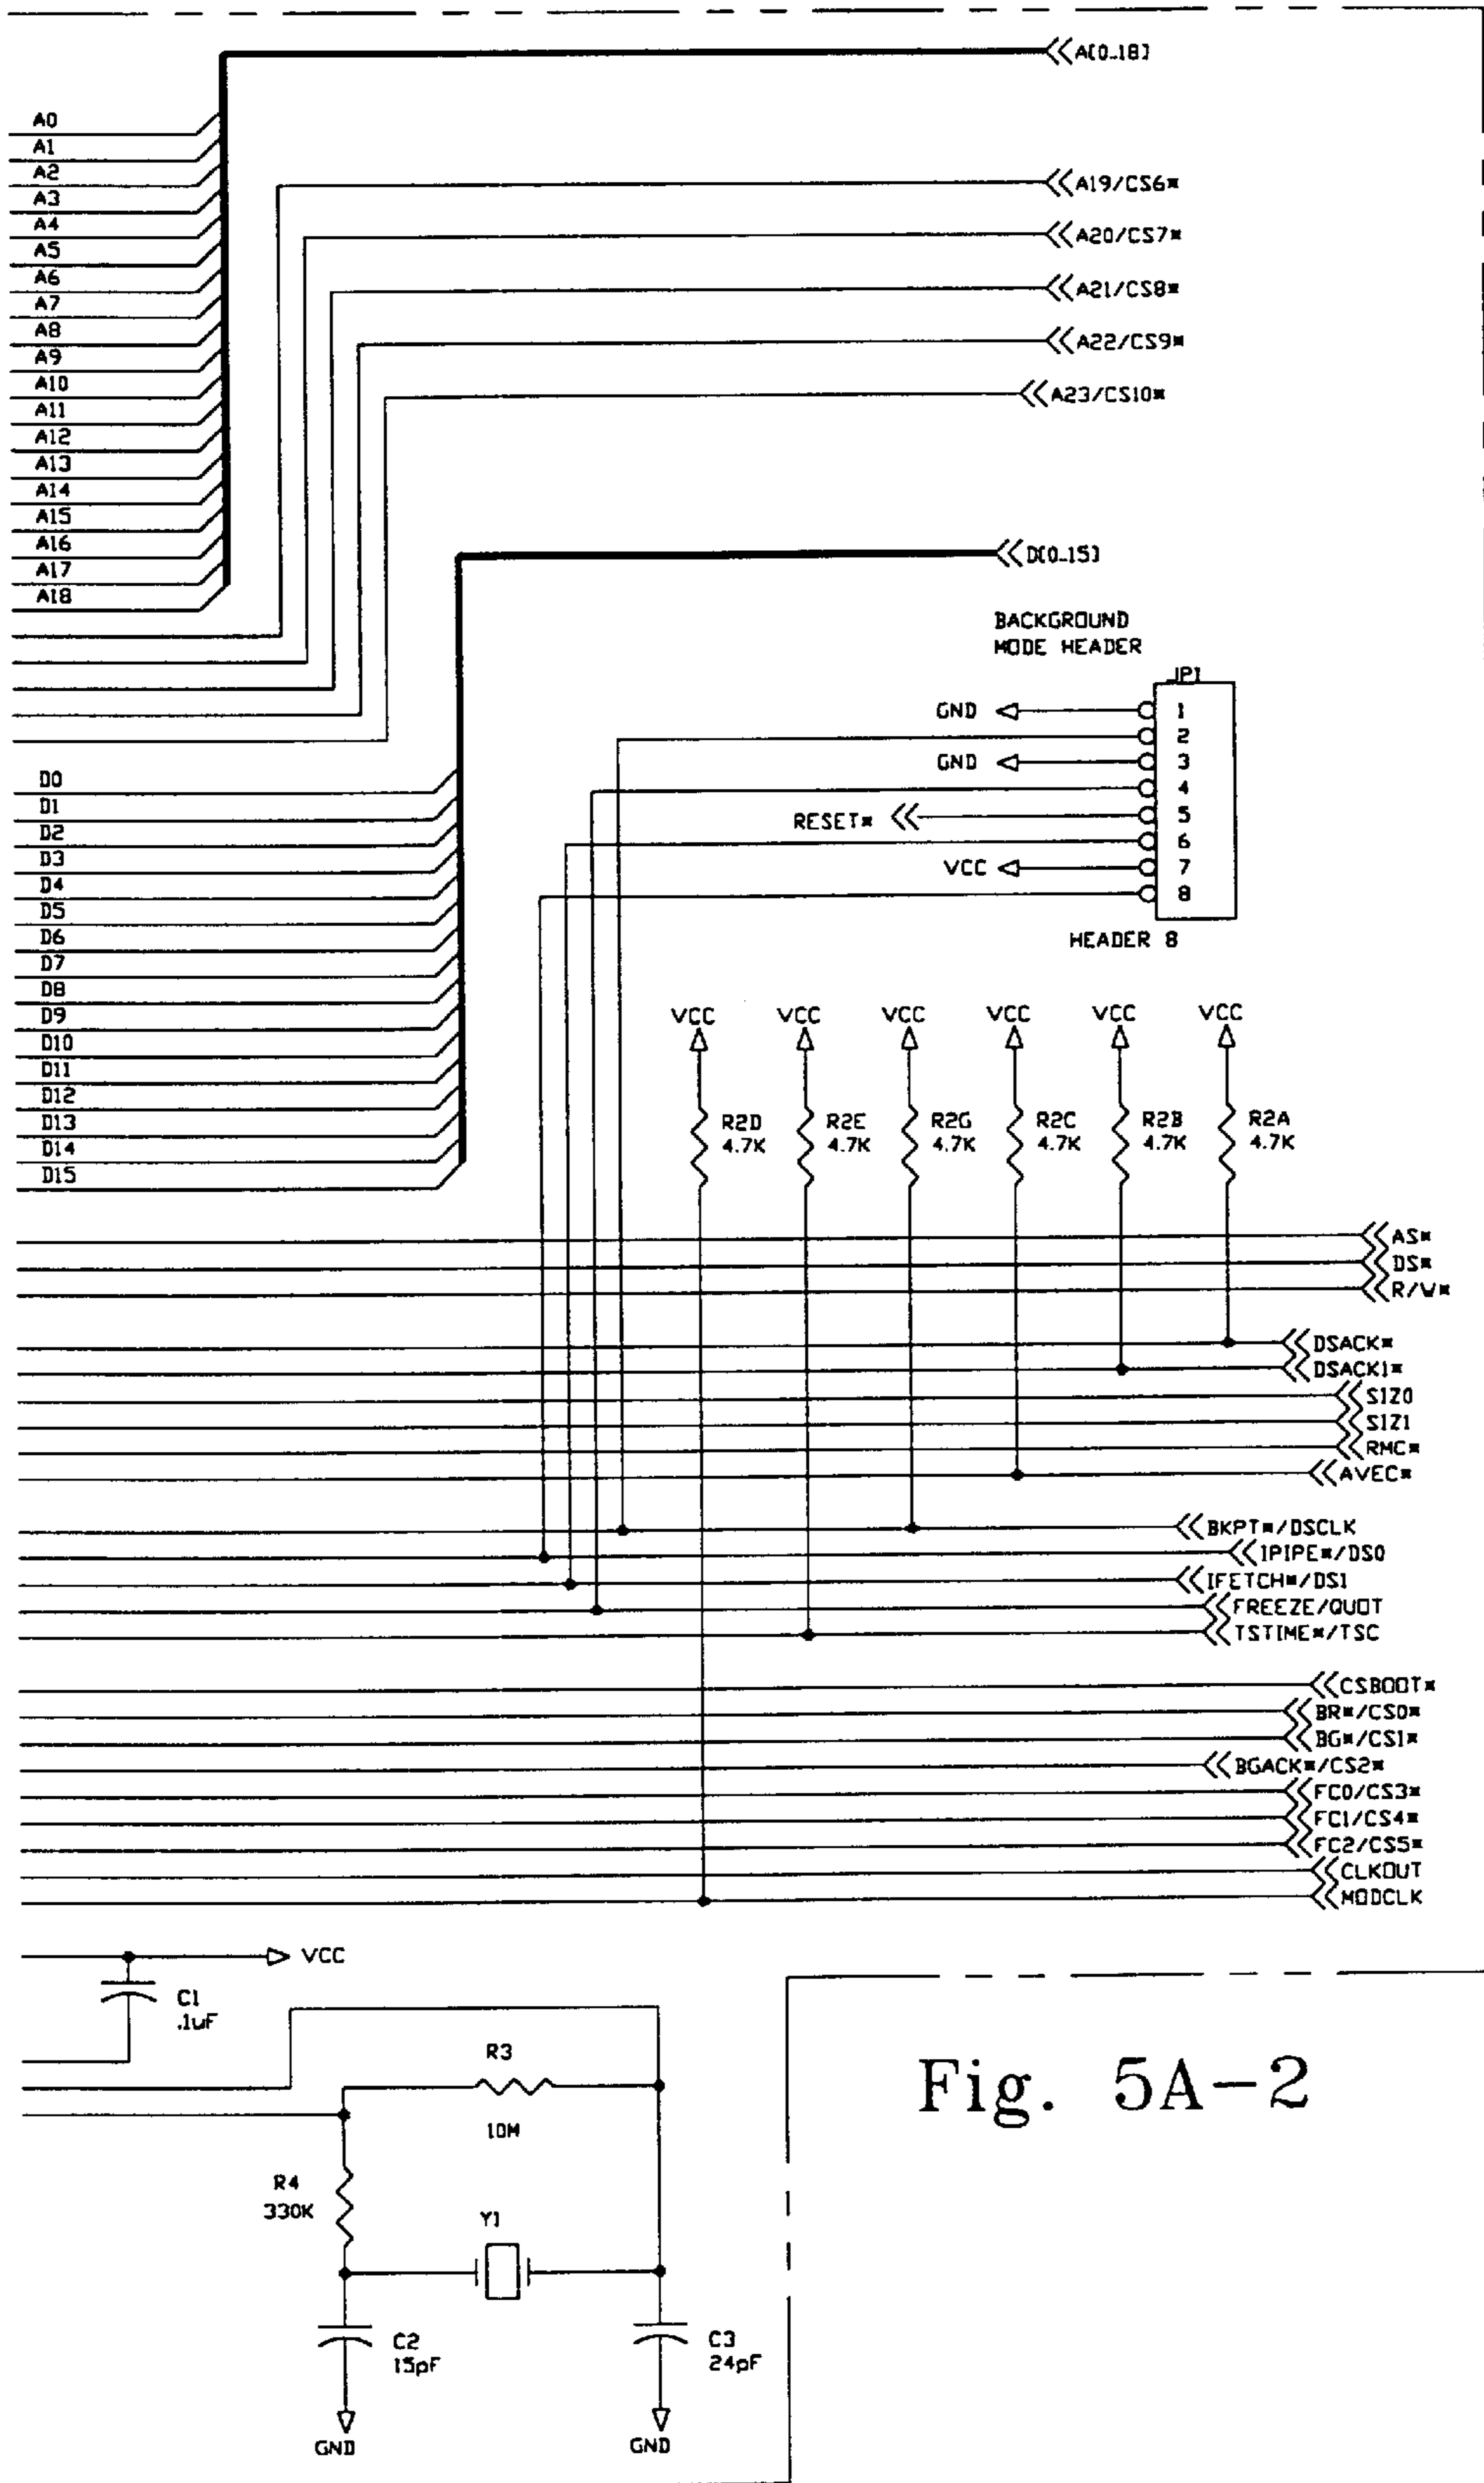 A[0..18]
A0
A1
A2
A3
A4
A5
A6
A7
A8
A9
A10
A11
A12
A13
A14
A15
A16
A17
A18
A19/CS6*
A20/CS7*
A21/CS8*
A22/CS9*
A23/CS10*
D[0..15]
BACKGROUND
MODE HEADER
JP1
GND 1
2
GND 3
4
RESET* 5
6
VCC 7
8
HEADER 8
D0
D1
D2
D3
D4
D5
D6
D7
D8
D9
D10
D11
D12
D13
D14
D15
VCC VCC VCC VCC VCC VCC
R2D R2E R2G R2C R2B R2A
4.7K 4.7K 4.7K 4.7K 4.7K 4.7K
AS*
DS*
R/W*
DSACK*
DSACK1*
SIZ0
SIZ1
RMC*
AVEC*
BKPT*/DSCLK
IPIPE*/DS0
IFETCH*/DS1
FREEZE/QUOT
TSTIME*/TSC
CSBOOT*
BR*/CS0*
BG*/CS1*
BGACK*/CS2*
FC0/CS3*
FC1/CS4*
FC2/CS5*
CLKOUT
MODCLK
VCC
C1
.1uF
R3
10M
R4
330K
Y1
C2
15pF
C3
24pF
GND GND
Fig. 5A-2